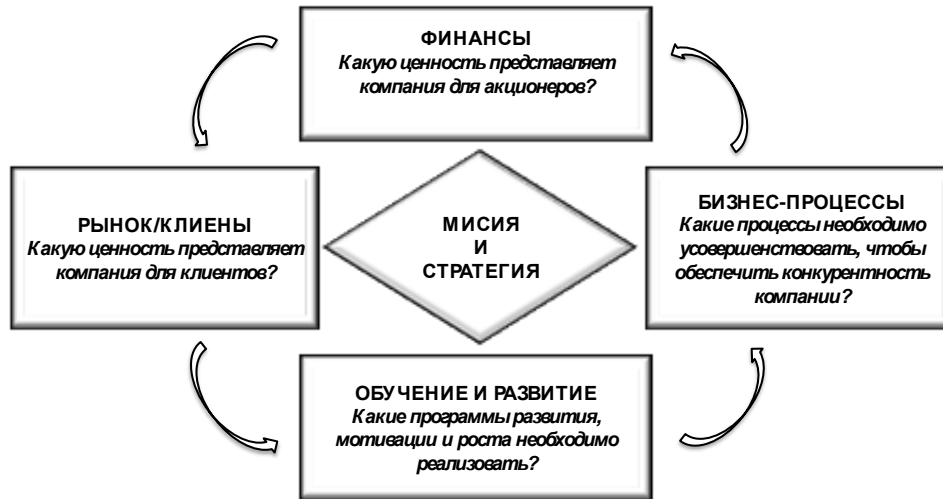 ФИНАНСЫ
Какую ценность представляет
компания для акционеров?
РЫНОК/КЛИЕНЫ
Какую ценность представляет
компания для клиентов?
МИСИЯ
И
СТРАТЕГИЯ
БИЗНЕС-ПРОЦЕССЫ
Какие процессы необходимо
усовершенствовать, чтобы
обеспечить конкурентность
компании?
ОБУЧЕНИЕ И РАЗВИТИЕ
Какие программы развития,
мотивации и роста необходимо
реализовать?